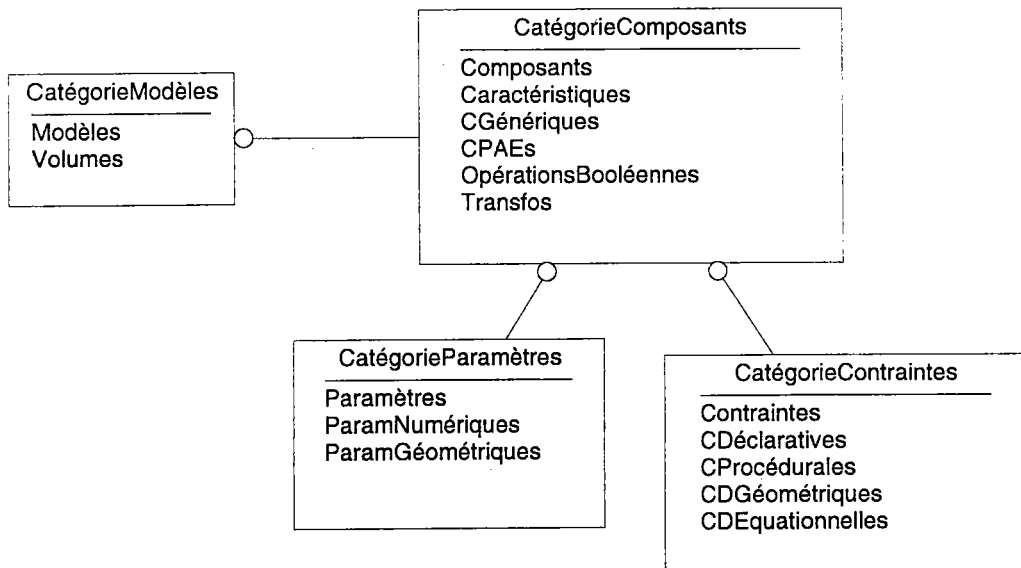 CatégorieComposants
Composants
Caractéristiques
CGénériques
CPAEs
OpérationsBooléennes
Transfos
CatégorieModèles
Modèles
Volumes
CatégorieParamètres
Paramètres
ParamNumériques
ParamGéométriques
CatégorieContraintes
Contraintes
CDéclaratives
CProcédurales
CDGéométriques
CDEquationnelles